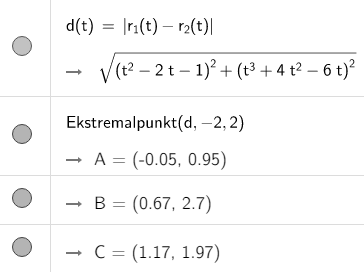 d(t) = |r₁(t) − r₂(t)|
→ √((t² − 2 t − 1)² + (t³ + 4 t² − 6 t)²)
Ekstremalpunkt(d, −2, 2)
→ A = (-0.05, 0.95)
→ B = (0.67, 2.7)
→ C = (1.17, 1.97)